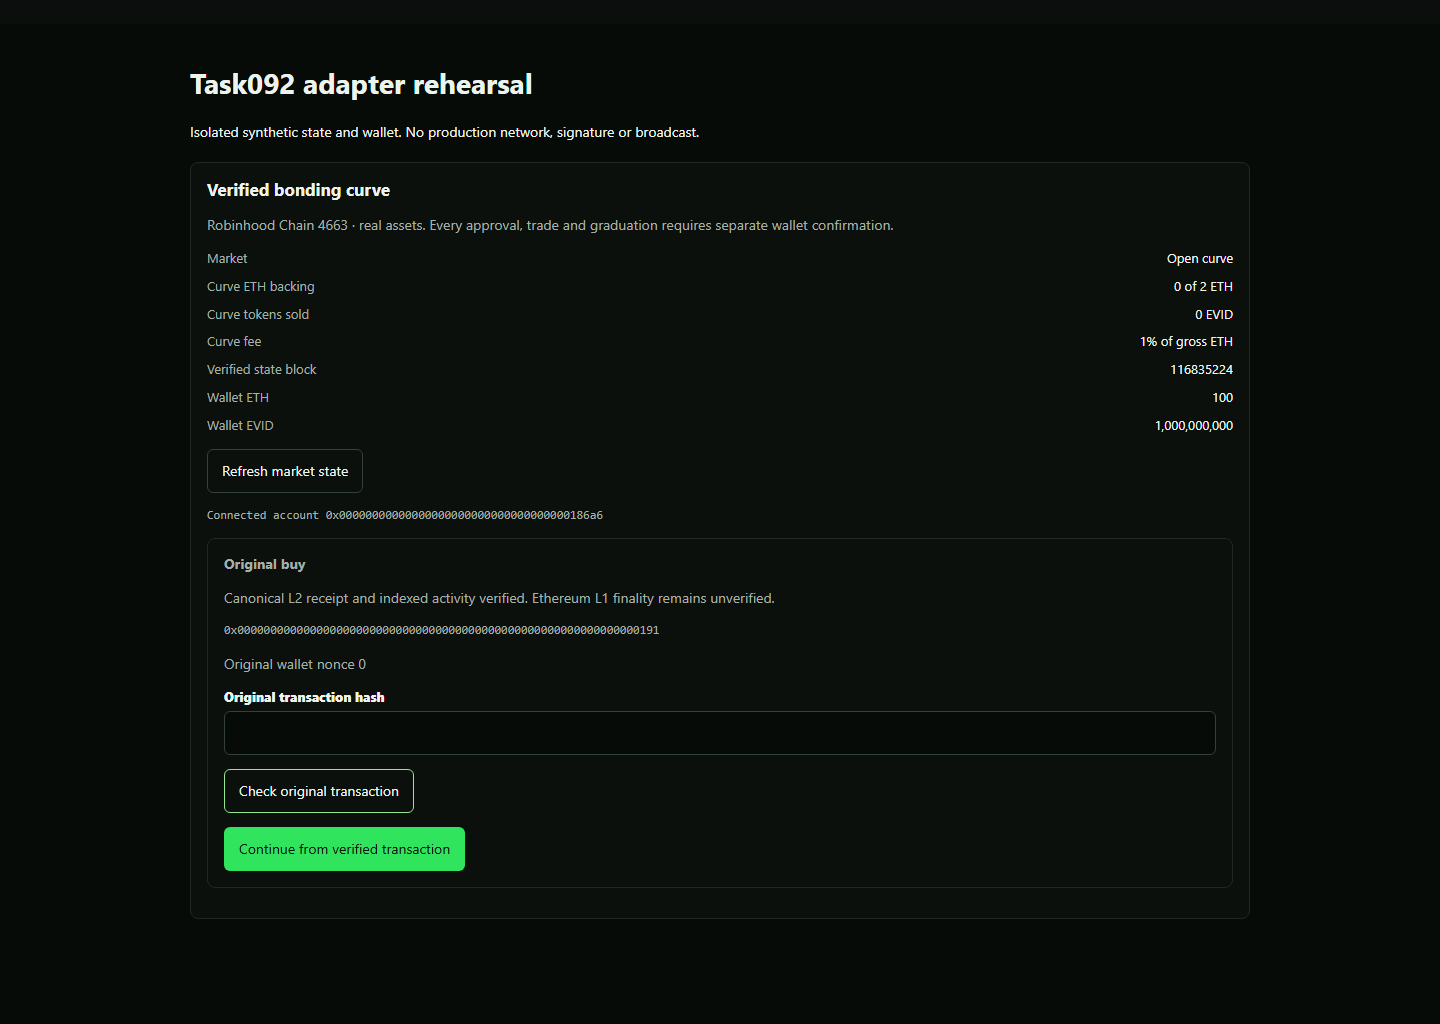 Task092 adapter rehearsal
Isolated synthetic state and wallet. No production network, signature or broadcast.
Verified bonding curve
Robinhood Chain 4663 · real assets. Every approval, trade and graduation requires separate wallet confirmation.
Market Open curve
Curve ETH backing 0 of 2 ETH
Curve tokens sold 0 EVID
Curve fee 1% of gross ETH
Verified state block 116835224
Wallet ETH 100
Wallet EVID 1,000,000,000
Refresh market state
Connected account 0x00000000000000000000000000000000000186a6
Original buy
Canonical L2 receipt and indexed activity verified. Ethereum L1 finality remains unverified.
0x0000000000000000000000000000000000000000000000000000000000000191
Original wallet nonce 0
Original transaction hash
Check original transaction
Continue from verified transaction